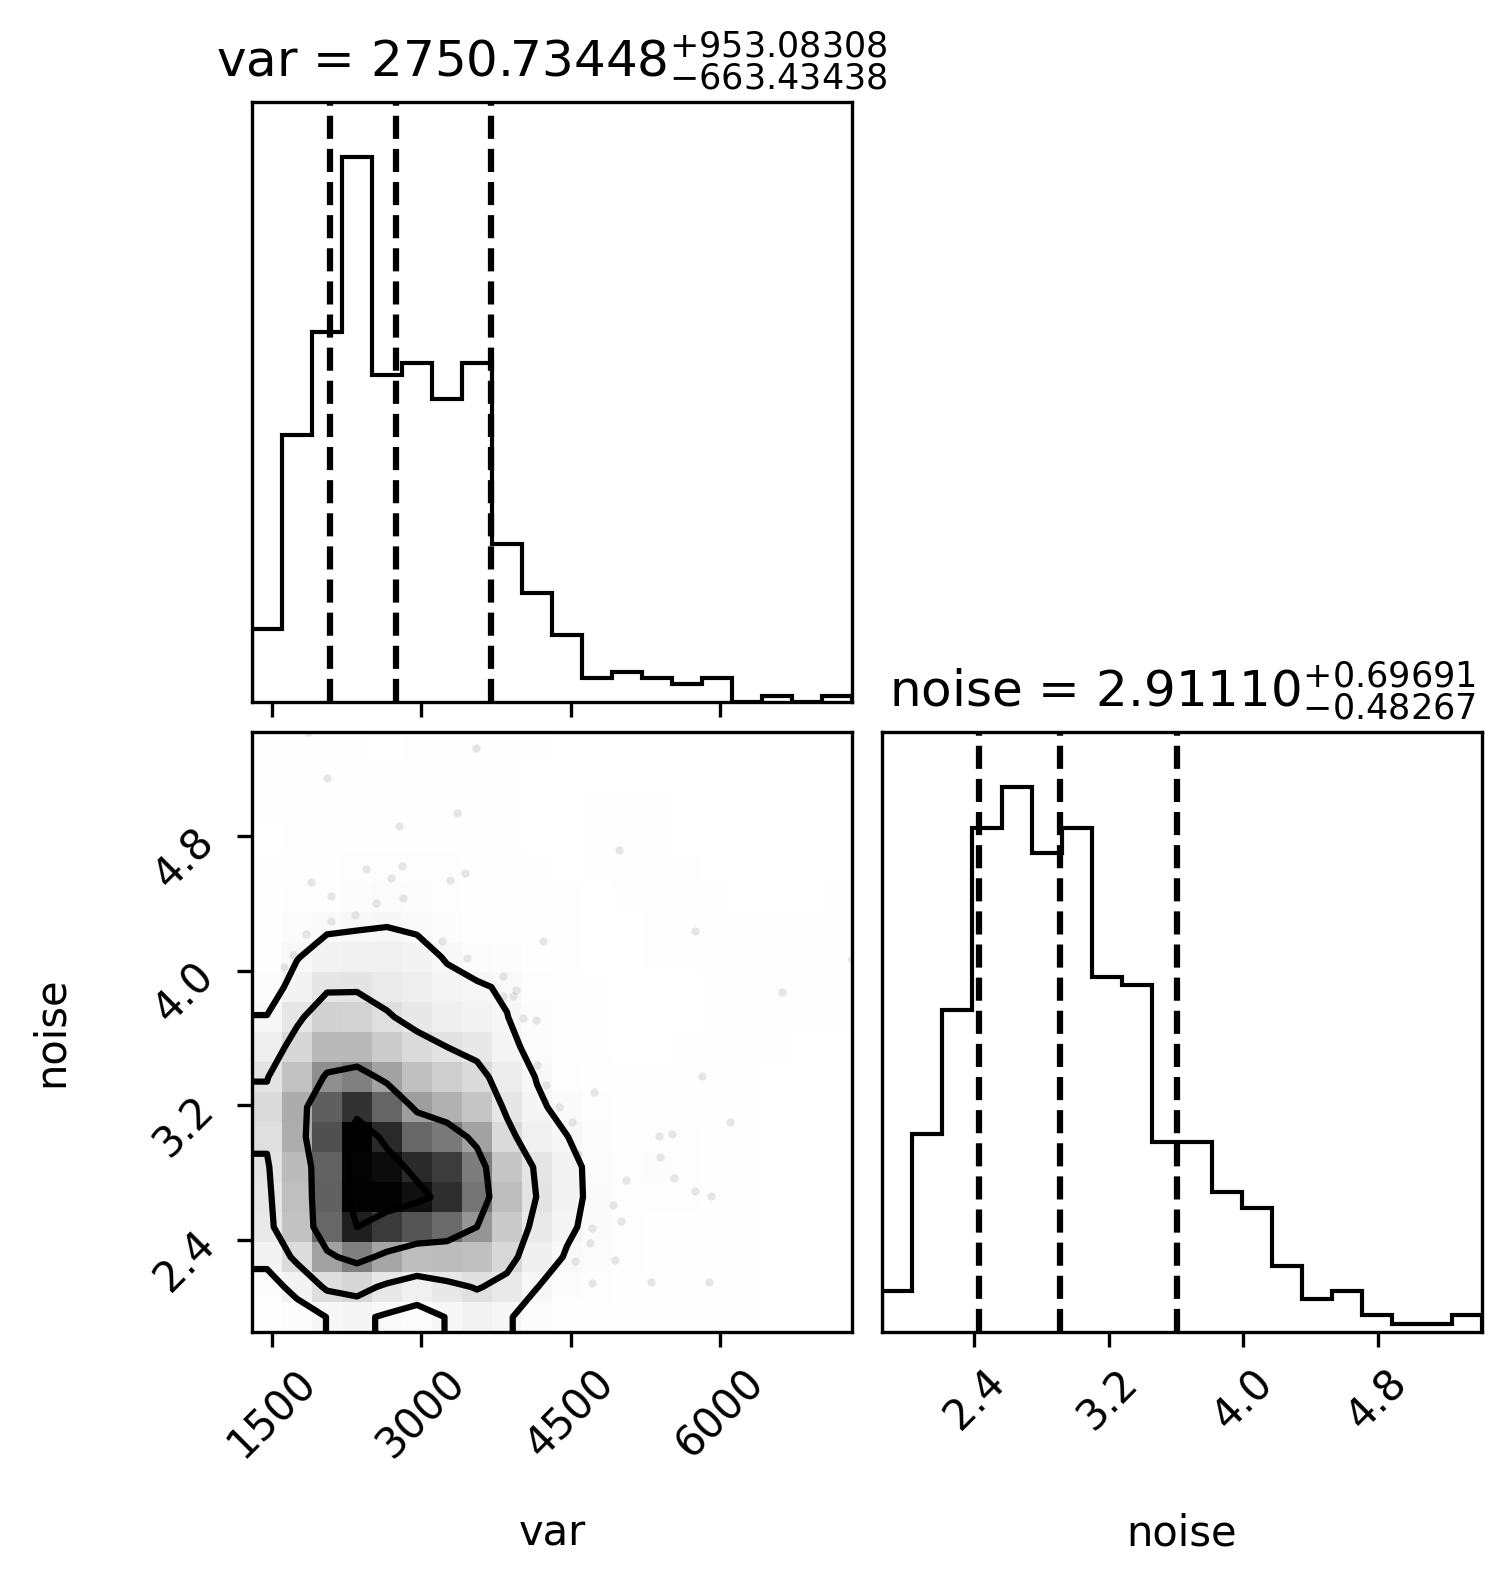 var = 2750.73448+953.08308−663.43438
noise = 2.91110+0.69691−0.48267
4.8
4.0
3.2
2.4
noise
1500 3000 4500 6000
2.4 3.2 4.0 4.8
var
noise